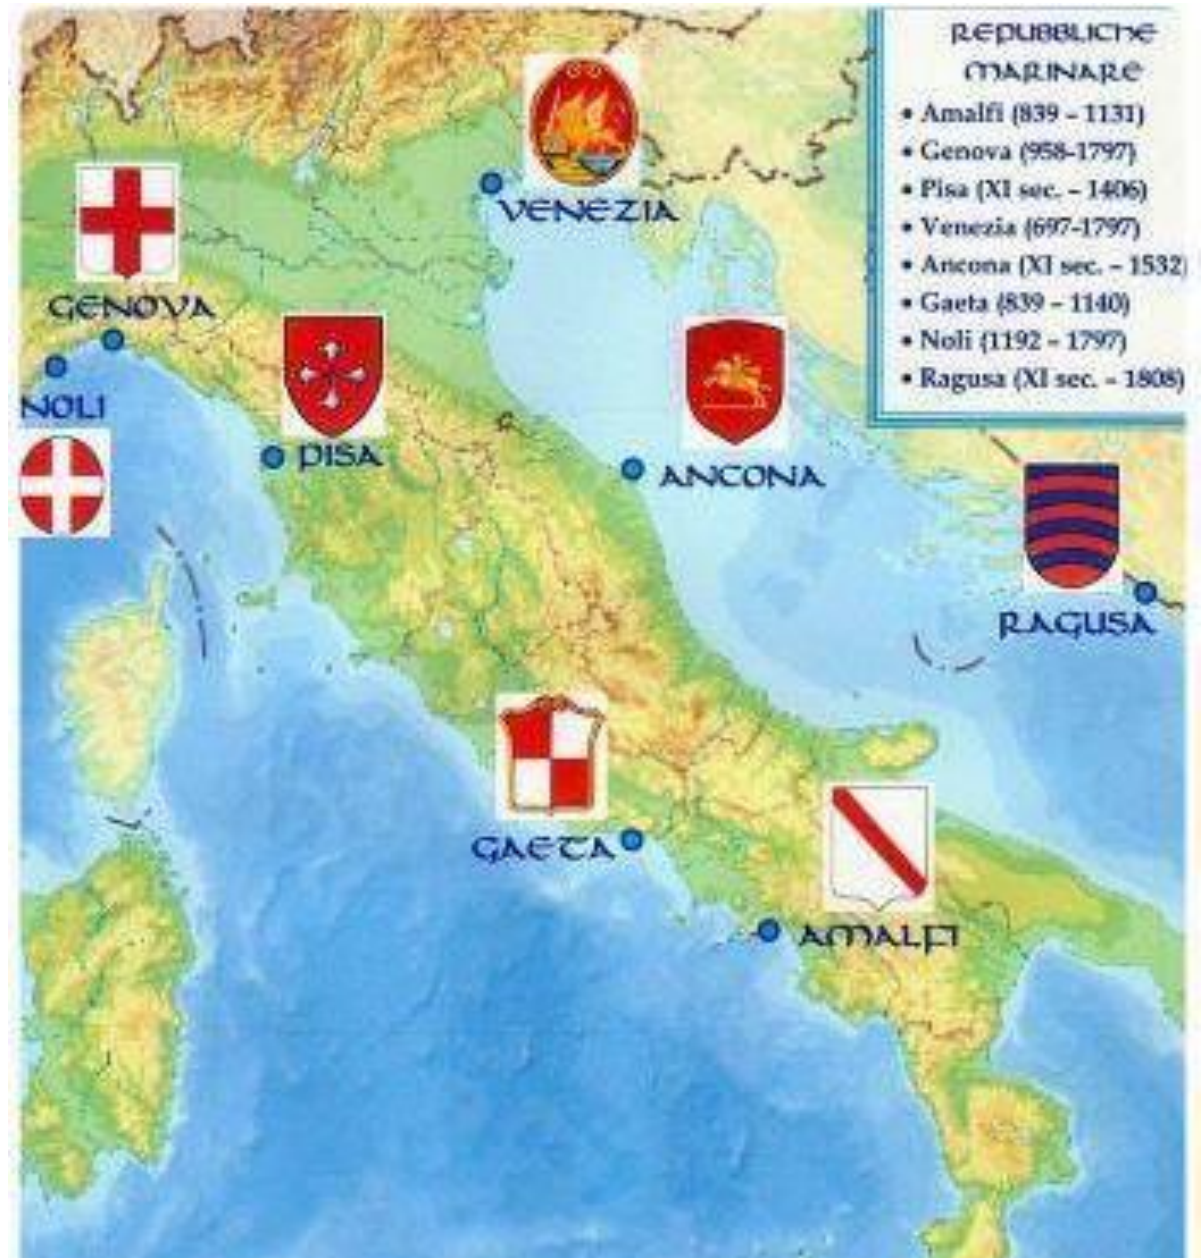 REPUBBLICHE
MARINARE
• Amalfi (839 – 1131)
• Genova (958-1797)
• Pisa (XI sec. – 1406)
• Venezia (697-1797)
• Ancona (XI sec. – 1532)
• Gaeta (839 – 1140)
• Noli (1192 – 1797)
• Ragusa (XI sec. – 1808)
VENEZIA
GENOVA
NOLI
PISA
ANCONA
RAGUSA
GAETA
AMALFI